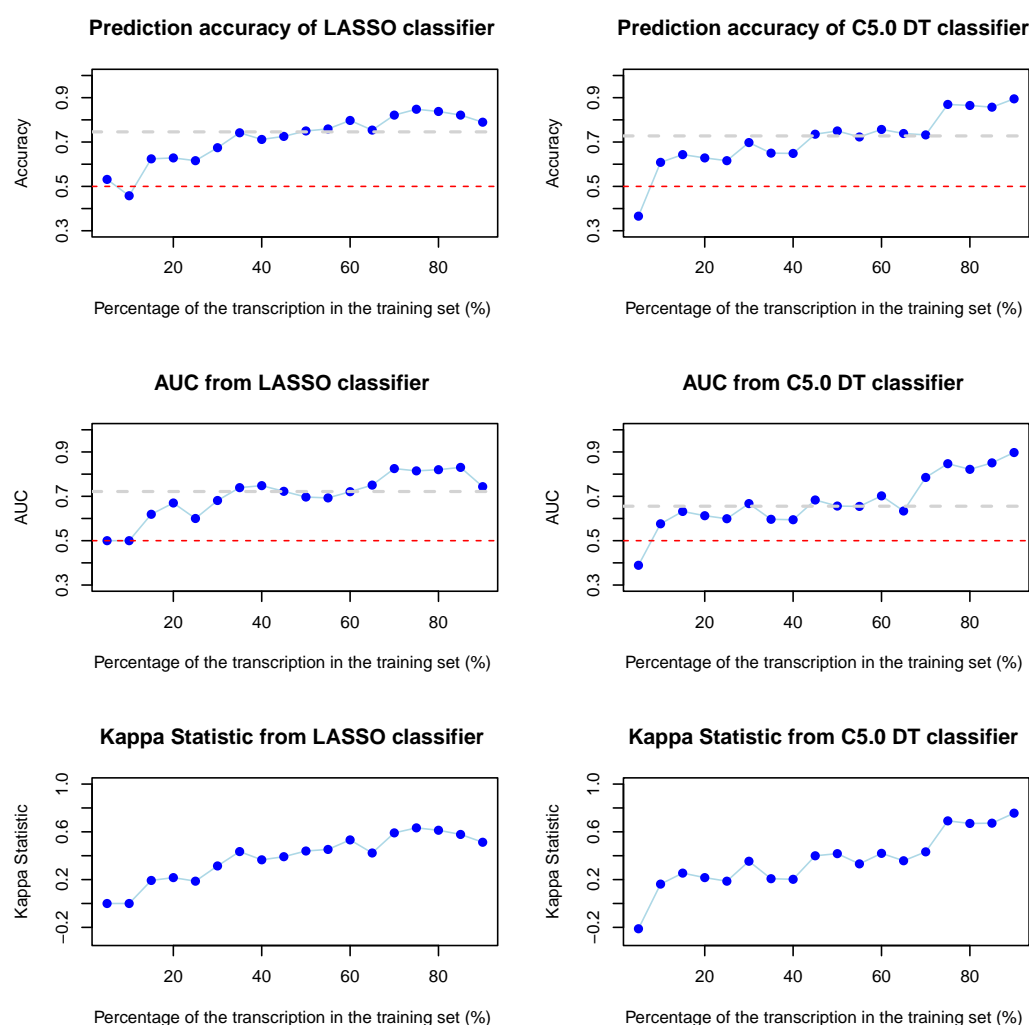 Prediction accuracy of LASSO classifier
Accuracy
0.3 0.5 0.7 0.9
20 40 60 80
Percentage of the transcription in the training set (%)
Prediction accuracy of C5.0 DT classifier
Accuracy
0.3 0.5 0.7 0.9
20 40 60 80
Percentage of the transcription in the training set (%)
AUC from LASSO classifier
AUC
0.3 0.5 0.7 0.9
20 40 60 80
Percentage of the transcription in the training set (%)
AUC from C5.0 DT classifier
AUC
0.3 0.5 0.7 0.9
20 40 60 80
Percentage of the transcription in the training set (%)
Kappa Statistic from LASSO classifier
Kappa Statistic
−0.2 0.2 0.6 1.0
20 40 60 80
Percentage of the transcription in the training set (%)
Kappa Statistic from C5.0 DT classifier
Kappa Statistic
−0.2 0.2 0.6 1.0
20 40 60 80
Percentage of the transcription in the training set (%)